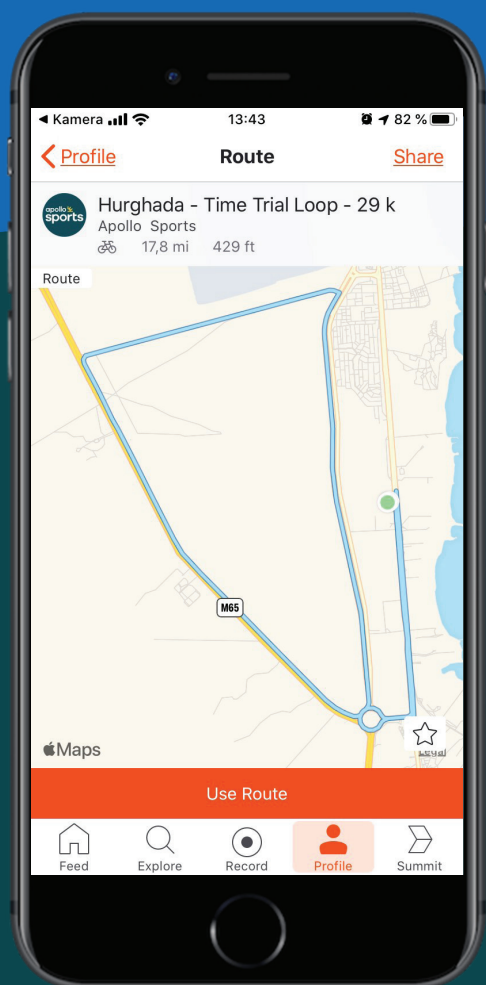 Kamera 13:43 82 %
Profile Route Share
apollo
sports
Hurghada - Time Trial Loop - 29 k
Apollo Sports
17,8 mi 429 ft
Route
M65
Maps
Legal
Use Route
Feed Explore Record Profile Summit